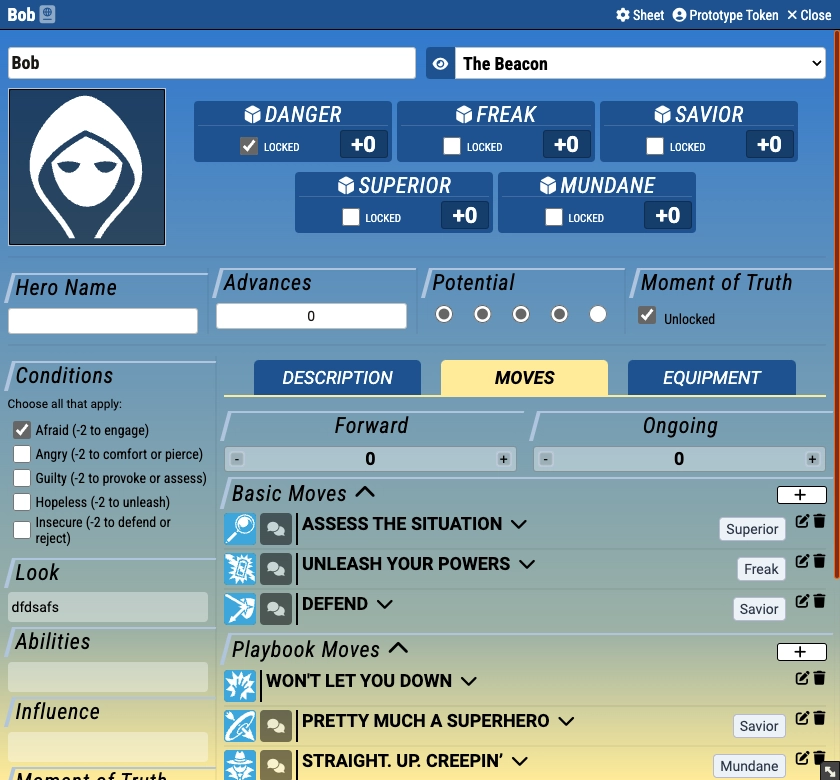 Bob Sheet Prototype Token Close
Bob The Beacon
DANGER FREAK SAVIOR
LOCKED +0 LOCKED +0 LOCKED +0
SUPERIOR MUNDANE
LOCKED +0 LOCKED +0
Hero Name Advances Potential Moment of Truth
0 Unlocked
Conditions
Choose all that apply:
Afraid (-2 to engage)
Angry (-2 to comfort or pierce)
Guilty (-2 to provoke or assess)
Hopeless (-2 to unleash)
Insecure (-2 to defend or
reject)
Look
dfdsafs
Abilities
Influence
Moment of Truth
DESCRIPTION MOVES EQUIPMENT
Forward Ongoing
- 0 + - 0 +
Basic Moves +
ASSESS THE SITUATION Superior
UNLEASH YOUR POWERS Freak
DEFEND Savior
Playbook Moves +
WON'T LET YOU DOWN
PRETTY MUCH A SUPERHERO Savior
STRAIGHT. UP. CREEPIN’ Mundane